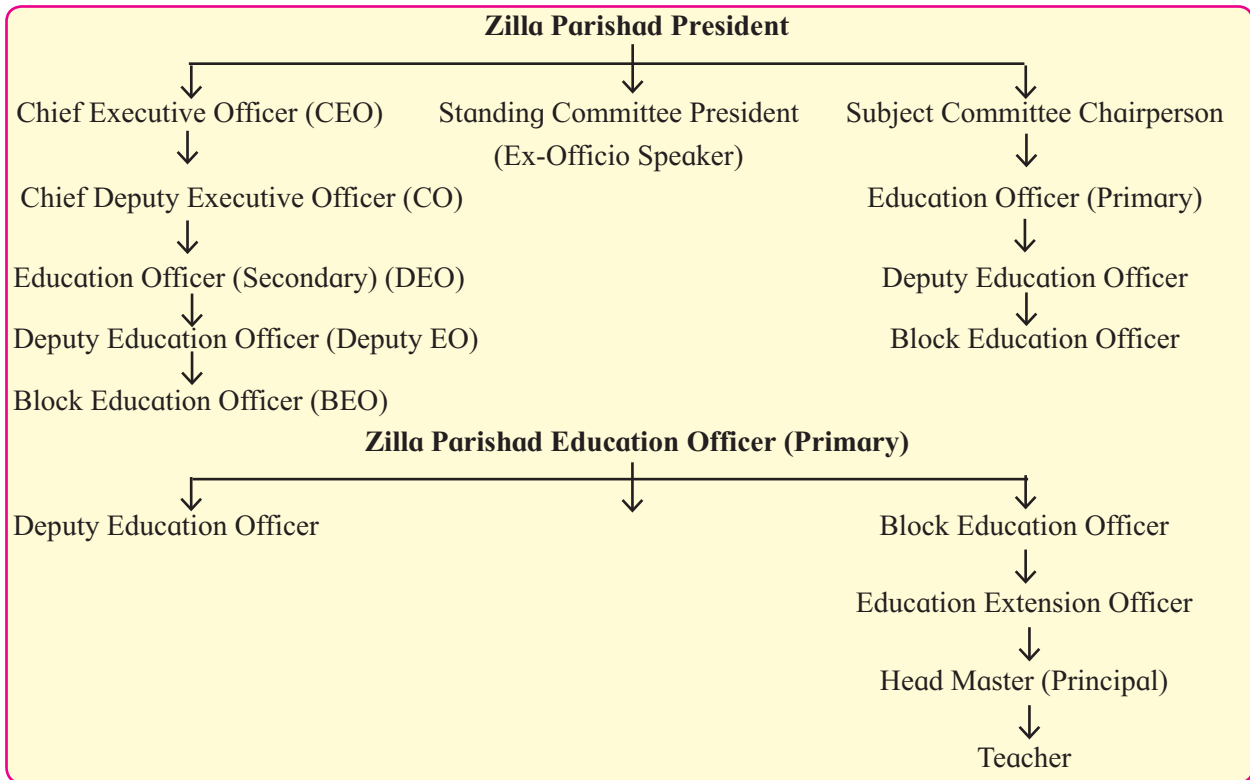 Zilla Parishad President
Chief Executive Officer (CEO) Standing Committee President Subject Committee Chairperson
(Ex-Officio Speaker)
Chief Deputy Executive Officer (CO) Education Officer (Primary)
Education Officer (Secondary) (DEO) Deputy Education Officer
Deputy Education Officer (Deputy EO) Block Education Officer
Block Education Officer (BEO)
Zilla Parishad Education Officer (Primary)
Deputy Education Officer Block Education Officer
Education Extension Officer
Head Master (Principal)
Teacher